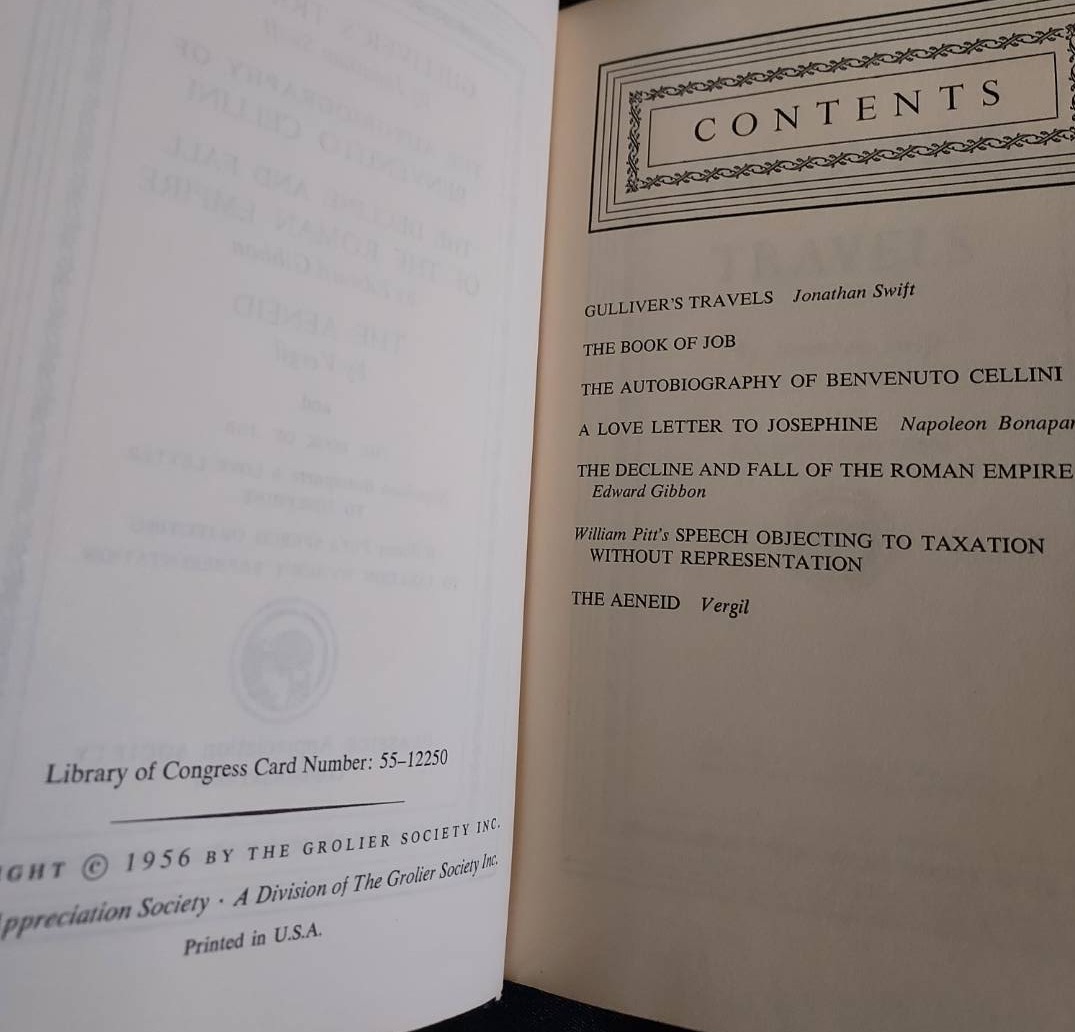 Library of Congress Card Number: 55–12250
IGHT © 1956 BY THE GROLIER SOCIETY INC.
ppreciation Society · A Division of The Grolier Society Inc.
Printed in U.S.A.
CONTENTS
TRAVELS
GULLIVER'S TRAVELS Jonathan Swift
THE BOOK OF JOB
THE AUTOBIOGRAPHY OF BENVENUTO CELLINI
A LOVE LETTER TO JOSEPHINE Napoleon Bonapar
THE DECLINE AND FALL OF THE ROMAN EMPIRE
Edward Gibbon
William Pitt's SPEECH OBJECTING TO TAXATION
WITHOUT REPRESENTATION
THE AENEID Vergil